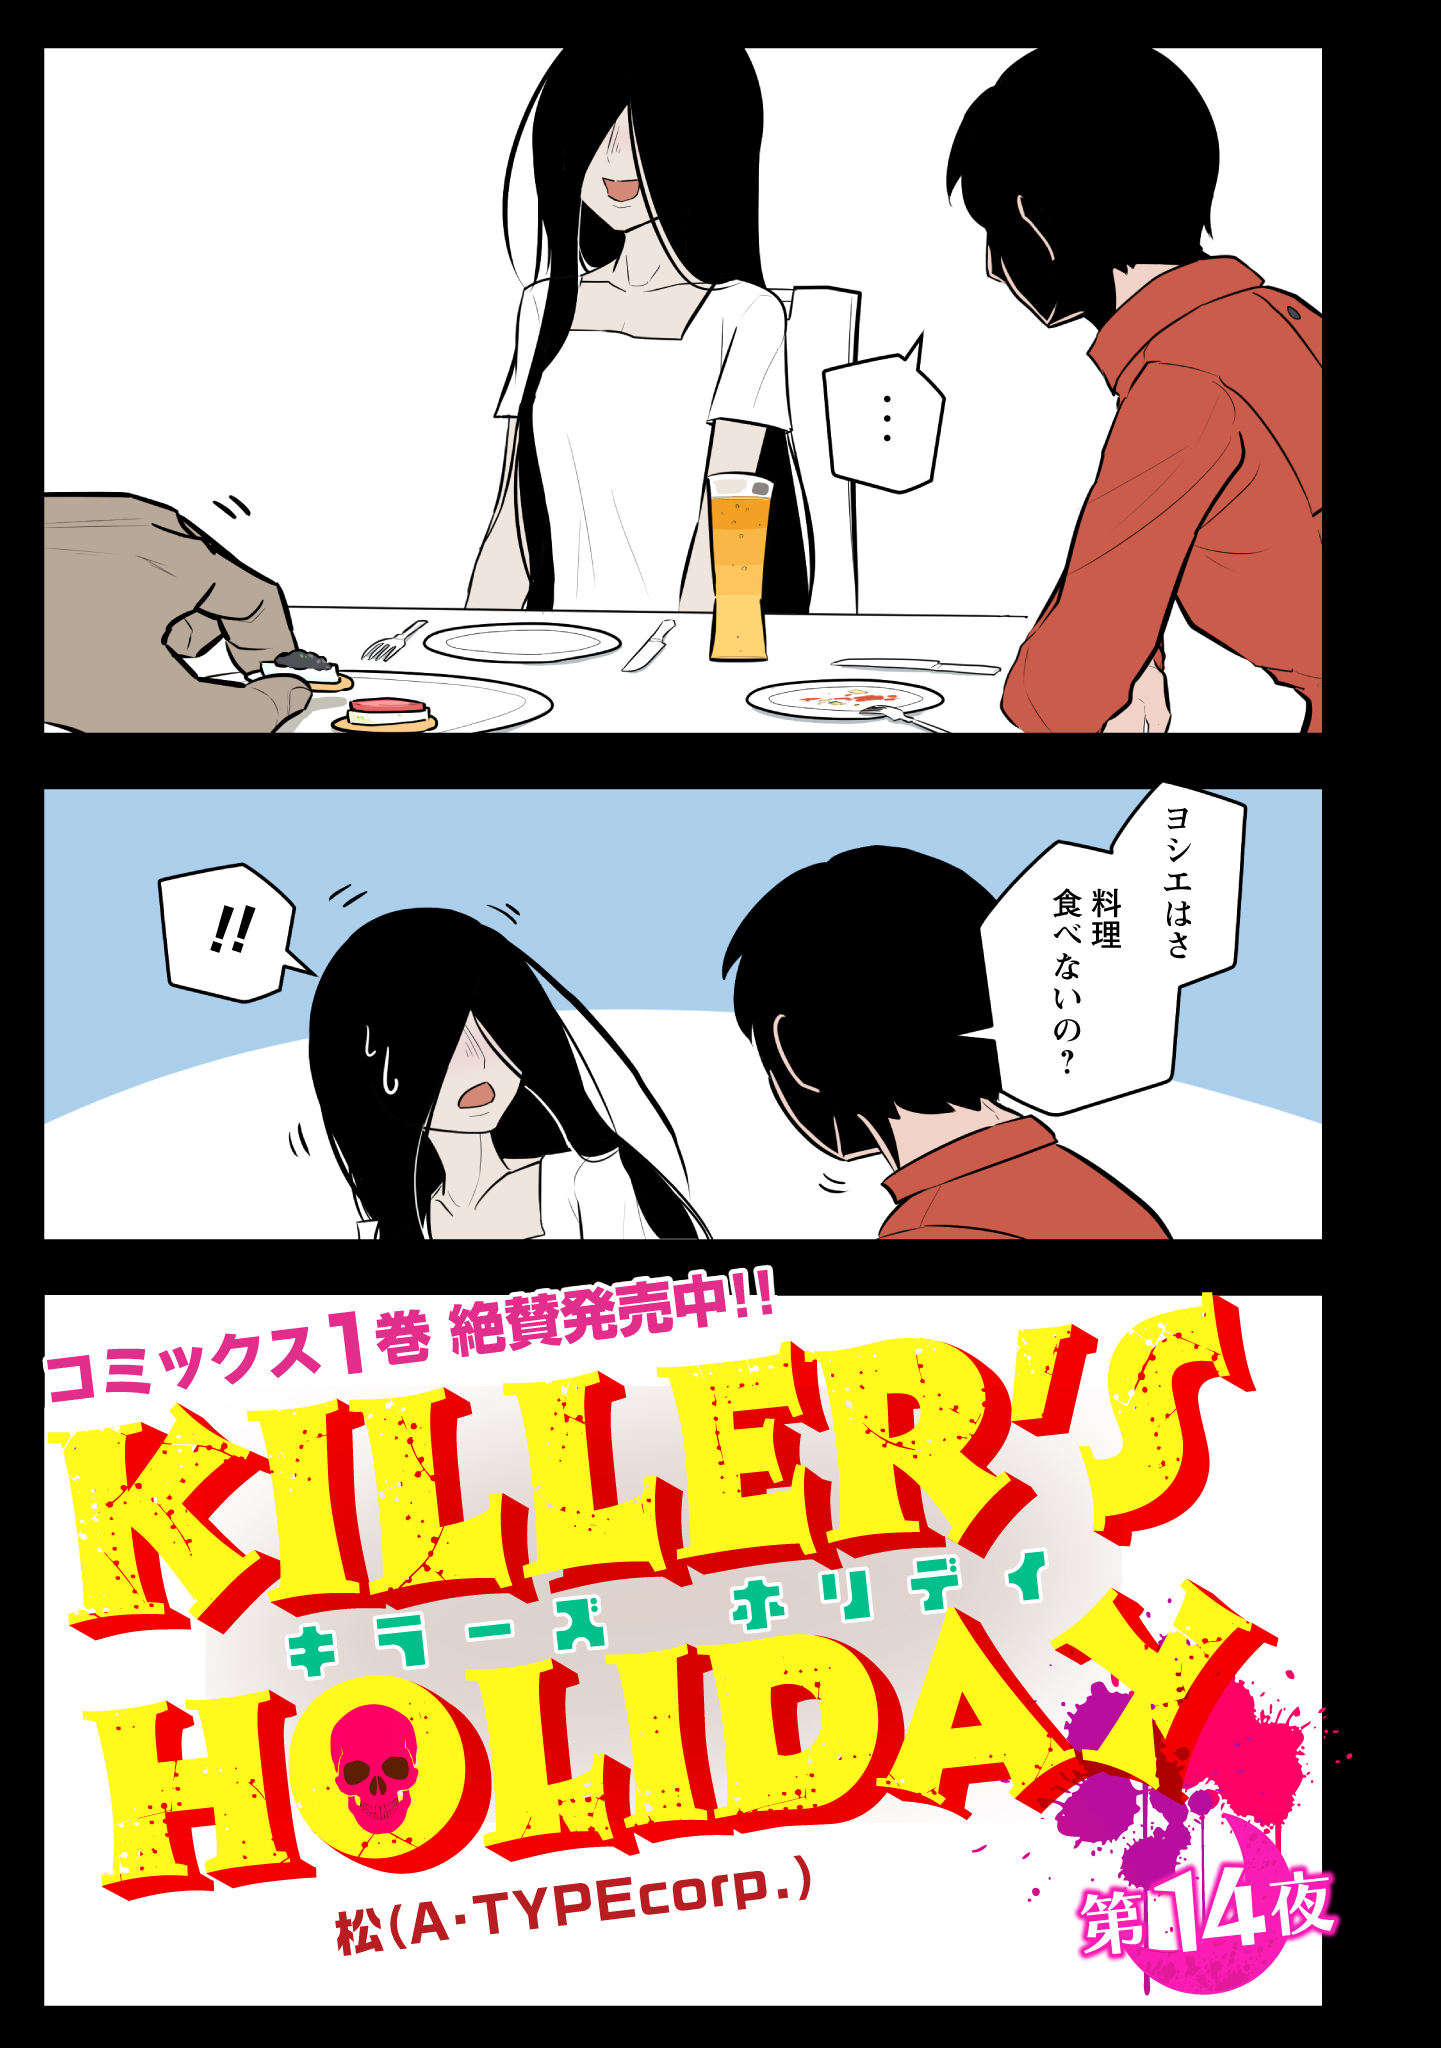 …
ヨシエはさ
料理
食べないの？
!!
コミックス1巻 絶賛発売中!!
KILLER'S
キラーズ ホリデイ
HOLIDAY
松(A・TYPEcorp.)
第14夜